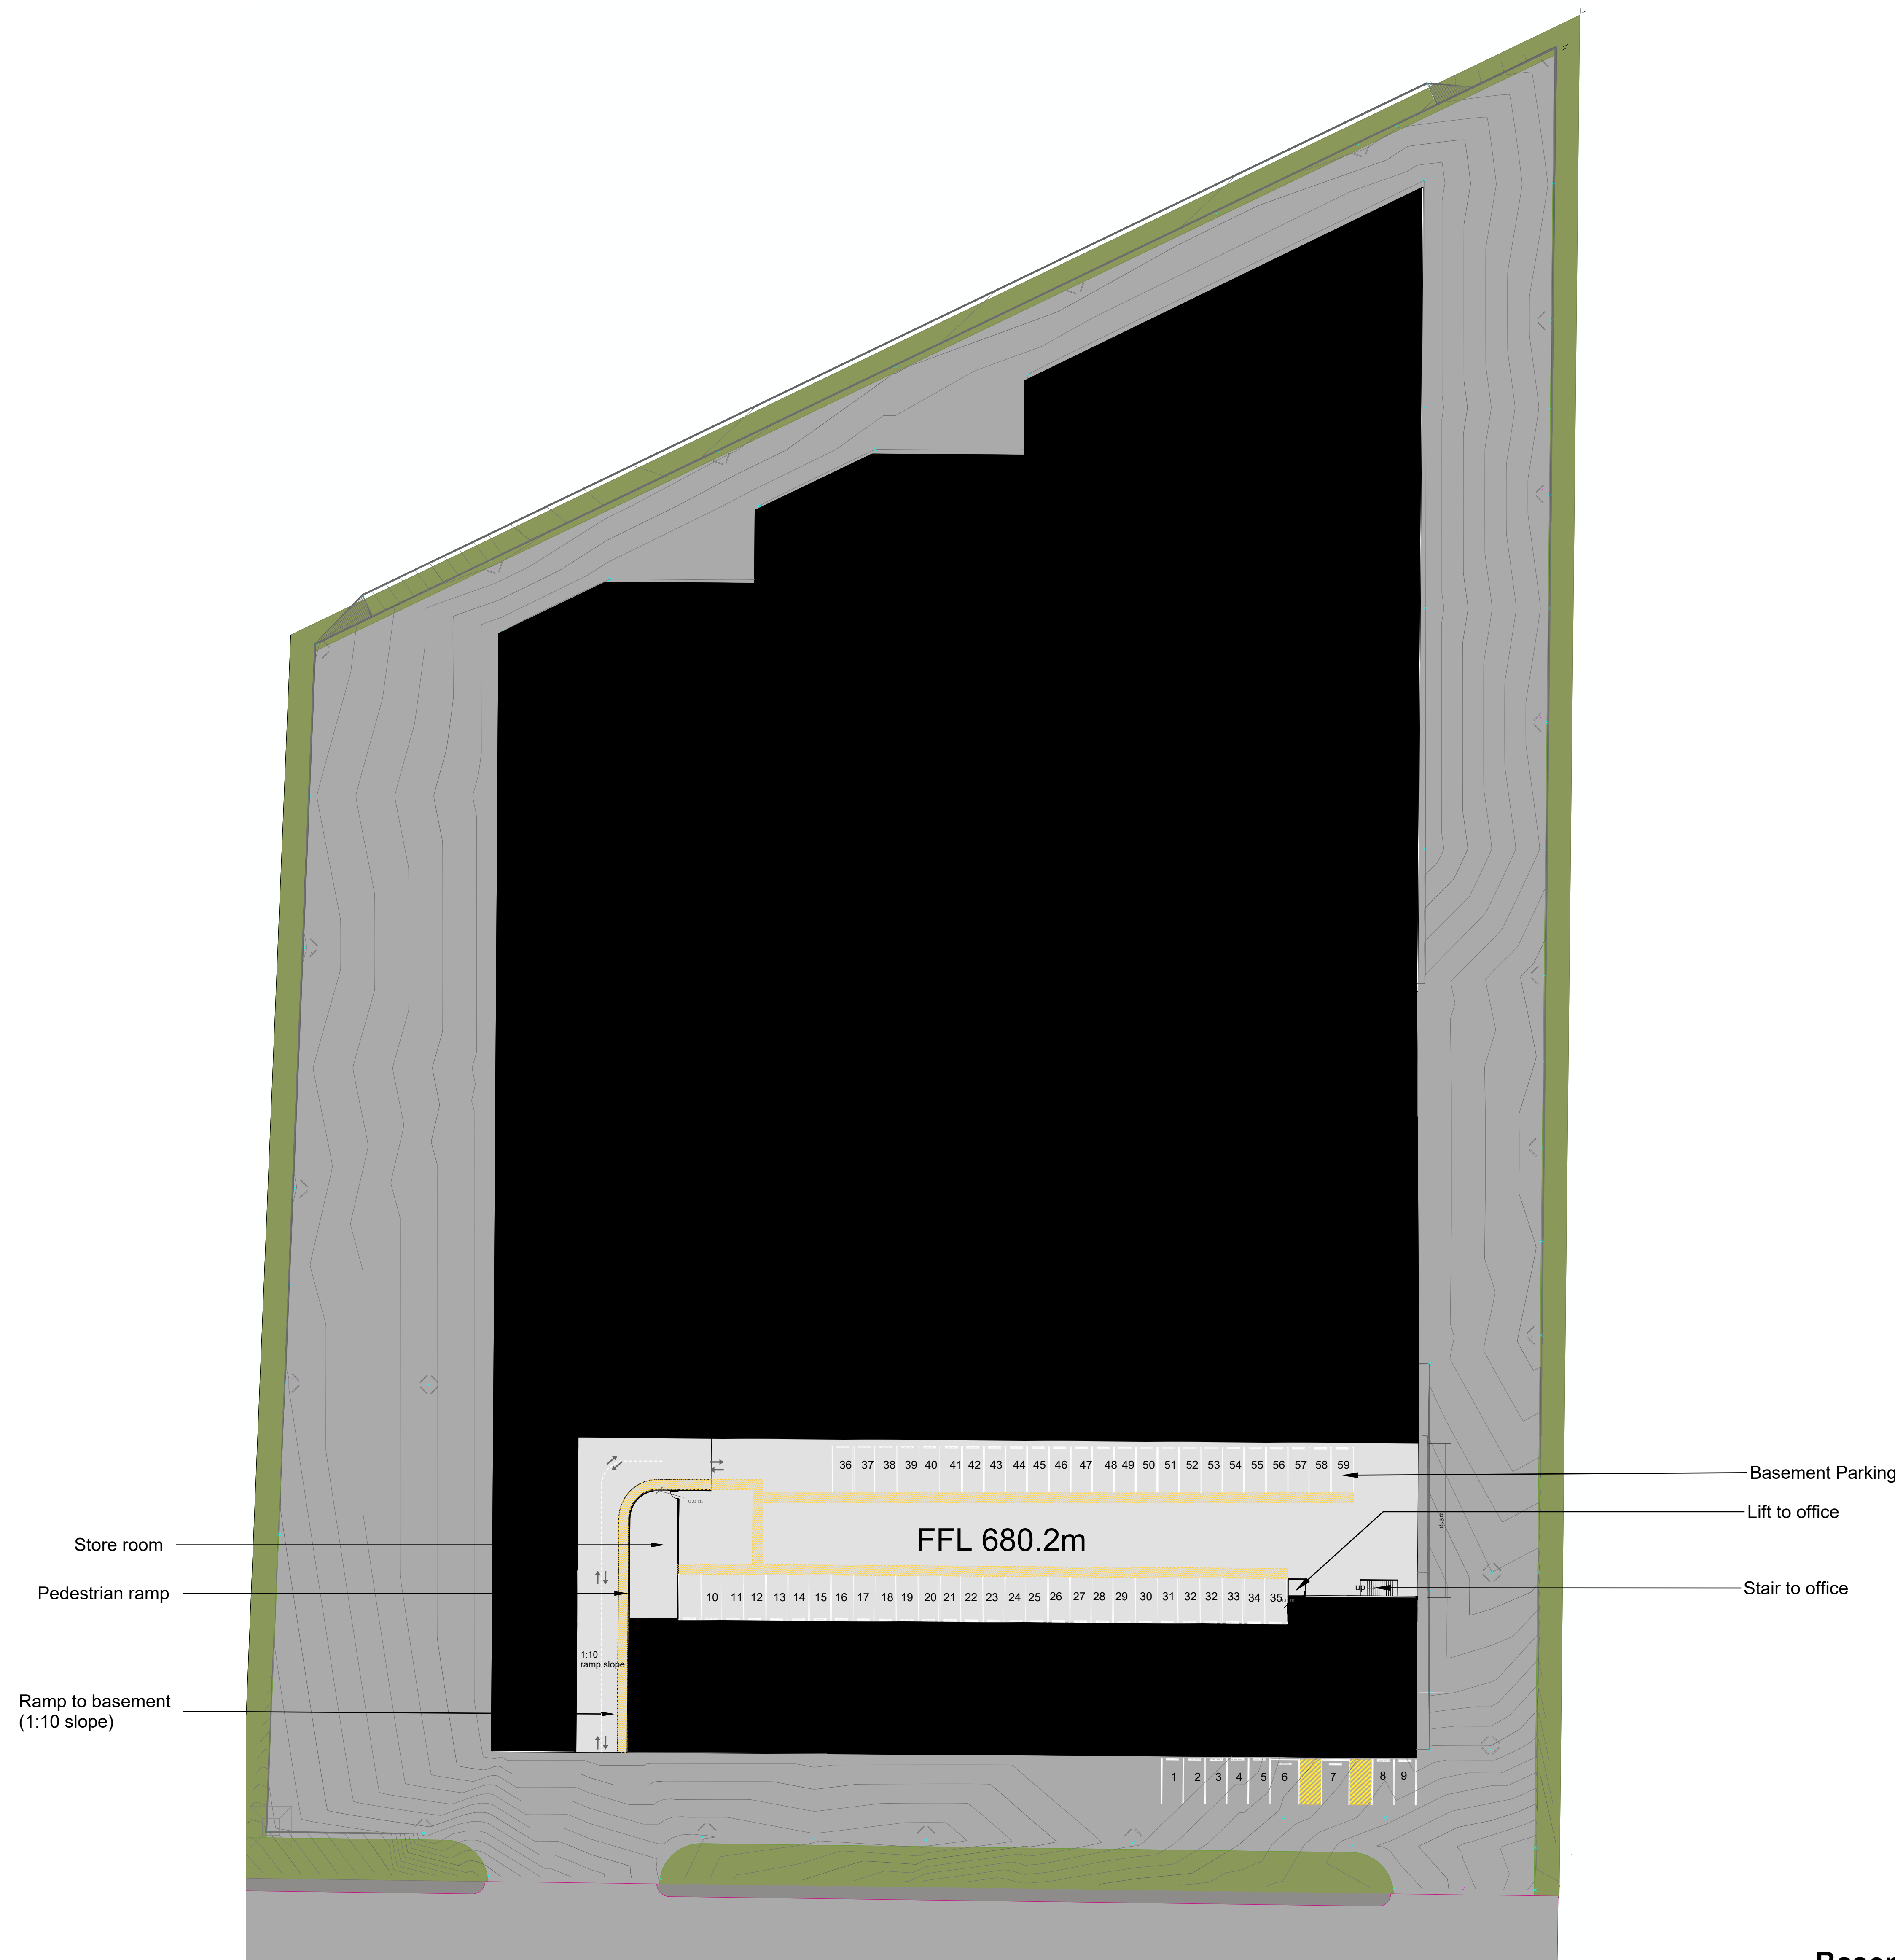 36 37 38 39 40 41 42 43 44 45 46 47 48 49 50 51 52 53 54 55 56 57 58 59
Basement Parking
Lift to office
FFL 680.2m
Store room
up
Stair to office
Pedestrian ramp
10 11 12 13 14 15 16 17 18 19 20 21 22 23 24 25 26 27 28 29 30 31 32 32 33 34 35
1:10
ramp slope
Ramp to basement
(1:10 slope)
1 2 3 4 5 6 7 8 9